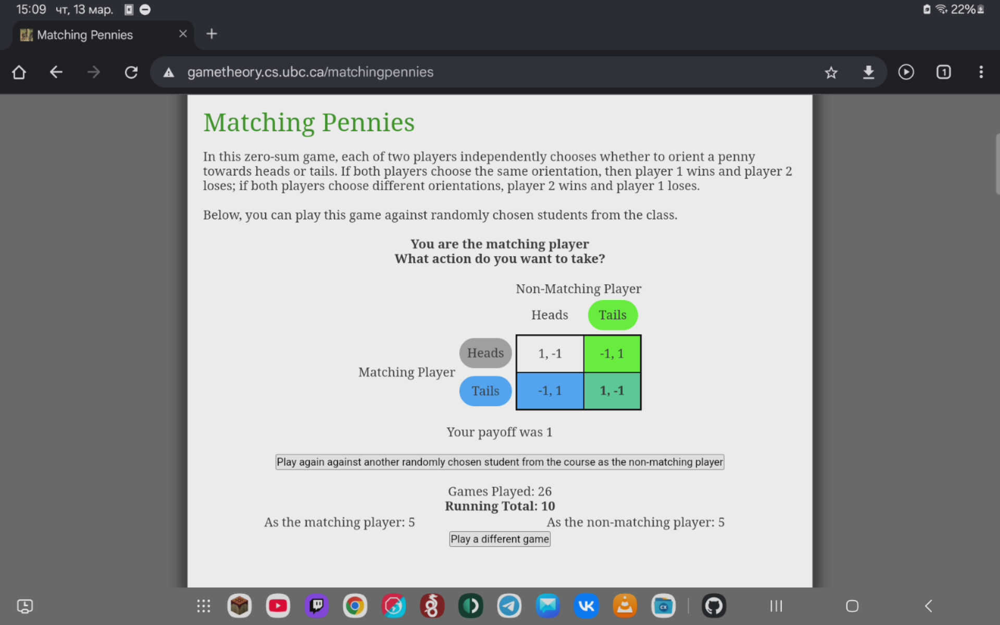 15:09 чт, 13 мар.
22%
Matching Pennies
gametheory.cs.ubc.ca/matchingpennies
1
Matching Pennies
In this zero-sum game, each of two players independently chooses whether to orient a penny
towards heads or tails. If both players choose the same orientation, then player 1 wins and player 2
loses; if both players choose different orientations, player 2 wins and player 1 loses.
Below, you can play this game against randomly chosen students from the class.
You are the matching player
What action do you want to take?
Non-Matching Player
Heads Tails
Heads 1, -1 -1, 1
Matching Player
Tails -1, 1 1, -1
Your payoff was 1
Play again against another randomly chosen student from the course as the non-matching player
Games Played: 26
Running Total: 10
As the matching player: 5 As the non-matching player: 5
Play a different game
CX